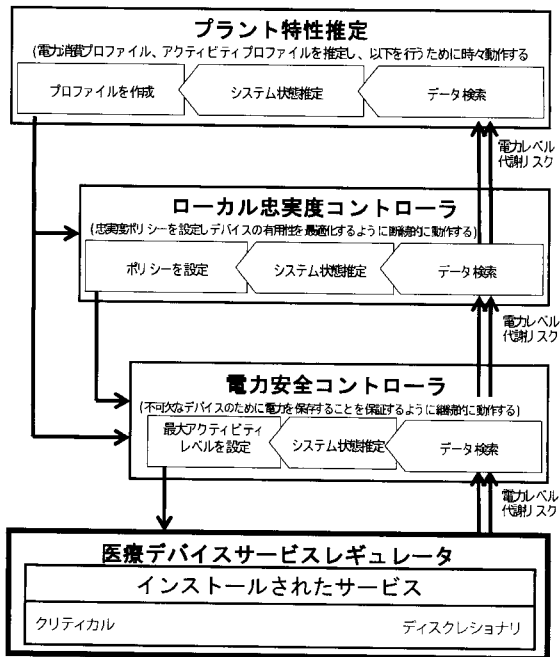 プラント特性推定
(電力消費プロファイル、アクティビティプロファイルを推定し、以下を行うために時々動作する
プロファイルを作成
システム状態推定
データ検索
電力レベル
代謝リスク
ローカル忠実度コントローラ
(忠実度ポリシーを設定しデバイスの有用性を最適化するように断続的に動作する)
ポリシーを設定
システム状態推定
データ検索
電力レベル
代謝リスク
電力安全コントローラ
(不可欠なデバイスのために電力を保存することを保証するように継続的に動作する)
最大アクティビティ
レベルを設定
システム状態推定
データ検索
電力レベル
代謝リスク
医療デバイスサービスレギュレータ
インストールされたサービス
クリティカル
ディスクレショナリ